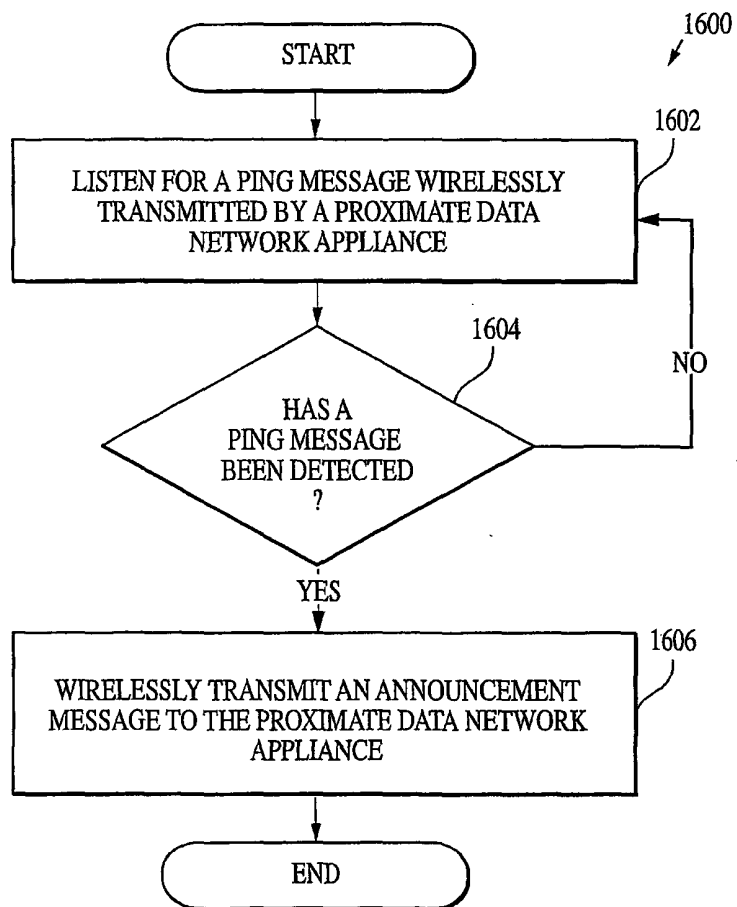 1600
START
1602
LISTEN FOR A PING MESSAGE WIRELESSLY
TRANSMITTED BY A PROXIMATE DATA
NETWORK APPLIANCE
1604
HAS A
PING MESSAGE
BEEN DETECTED
?
NO
YES
1606
WIRELESSLY TRANSMIT AN ANNOUNCEMENT
MESSAGE TO THE PROXIMATE DATA NETWORK
APPLIANCE
END